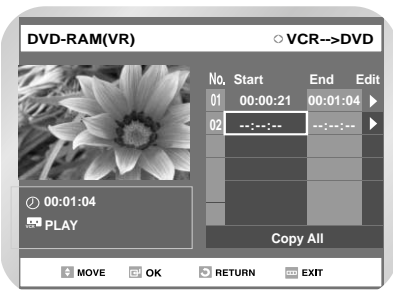 DVD-RAM(VR) VCR-->DVD
No. Start End Edit
01 00:00:21 00:01:04
02 --:--:-- --:--:--
00:01:04
PLAY
Copy All
MOVE OK RETURN EXIT